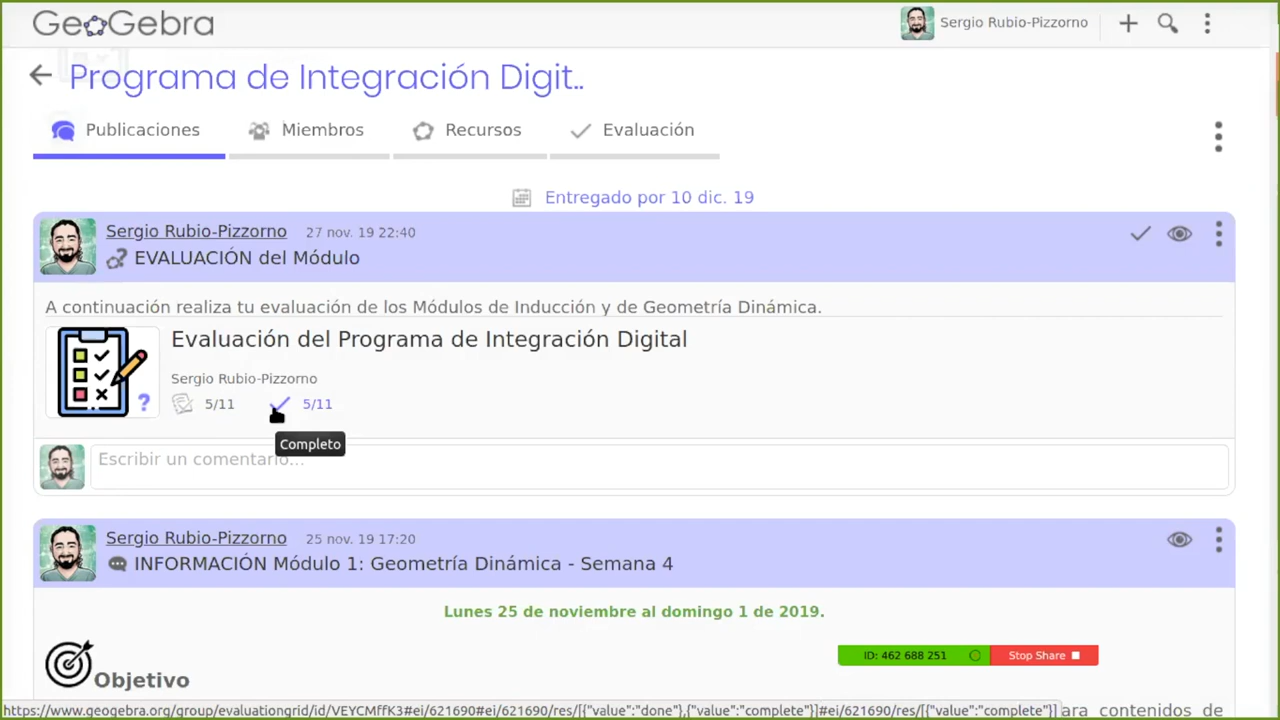 GeoGebra
Sergio Rubio-Pizzorno
Programa de Integración Digit..
Publicaciones
Miembros
Recursos
Evaluación
Entregado por 10 dic. 19
Sergio Rubio-Pizzorno 27 nov. 19 22:40
EVALUACIÓN del Módulo
A continuación realiza tu evaluación de los Módulos de Inducción y de Geometría Dinámica.
Evaluación del Programa de Integración Digital
Sergio Rubio-Pizzorno
5/11 5/11
Completo
Escribir un comentario...
Sergio Rubio-Pizzorno 25 nov. 19 17:20
INFORMACIÓN Módulo 1: Geometría Dinámica - Semana 4
Lunes 25 de noviembre al domingo 1 de 2019.
ID: 462 688 251 Stop Share
Objetivo
https://www.geogebra.org/group/evaluationgrid/id/VEYCMffK3#ei/621690#ei/621690/res/[{"value":"done"},{"value":"complete"}]#ei/621690/res/[{"value":"complete"}]
para contenidos de